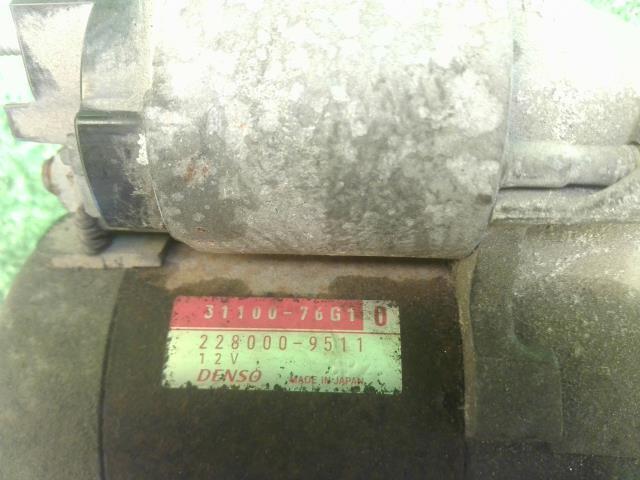 31100-76G1 0
228000-9511
12V
DENSO MADE IN JAPAN